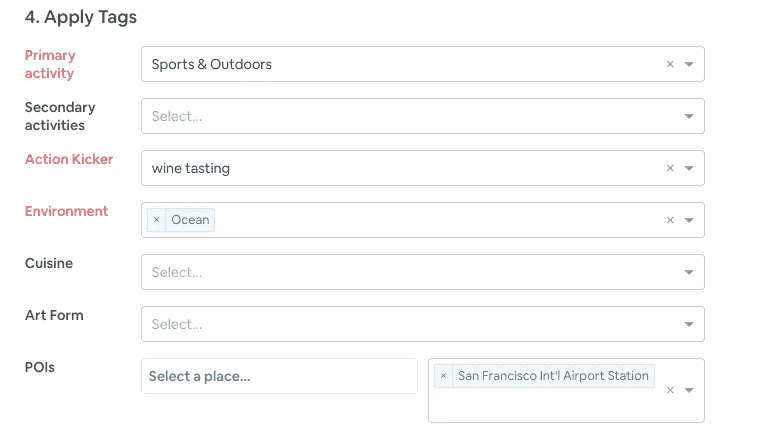 4. Apply Tags
Primary
activity
Sports & Outdoors
×
Secondary
activities
Select...
Action Kicker
wine tasting
×
Environment
× Ocean
×
Cuisine
Select...
Art Form
Select...
POIs
Select a place...
× San Francisco Int'l Airport Station
×